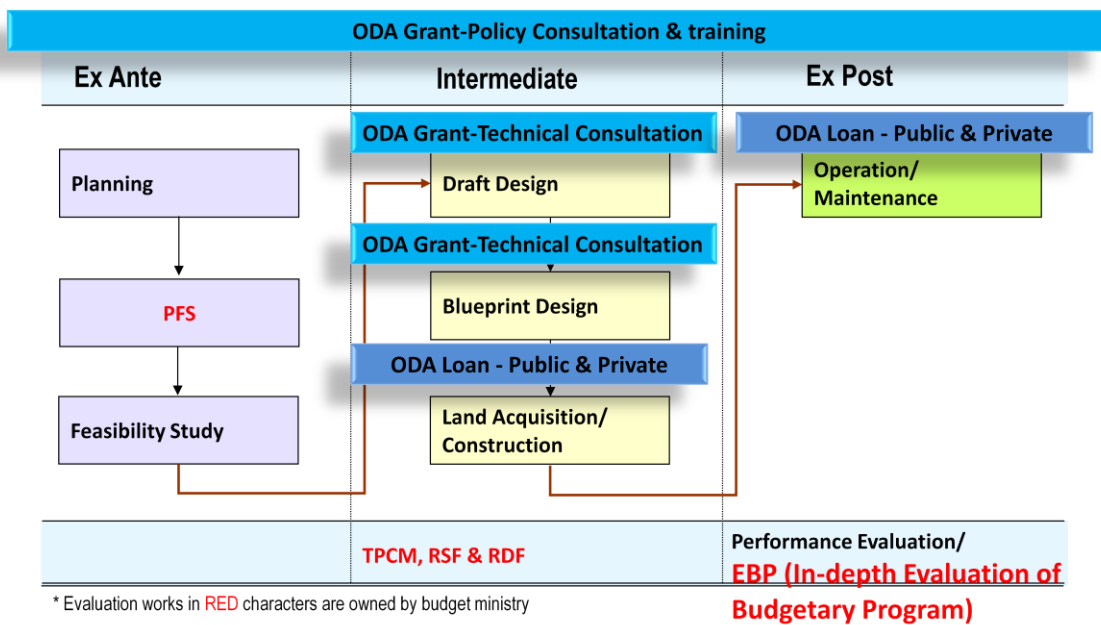 ODA Grant-Policy Consultation & training
Ex Ante
Intermediate
Ex Post
ODA Grant-Technical Consultation
ODA Loan - Public & Private
Planning
Draft Design
Operation/
Maintenance
ODA Grant-Technical Consultation
PFS
Blueprint Design
ODA Loan - Public & Private
Feasibility Study
Land Acquisition/
Construction
TPCM, RSF & RDF
Performance Evaluation/
EBP (In-depth Evaluation of
Budgetary Program)
* Evaluation works in RED characters are owned by budget ministry